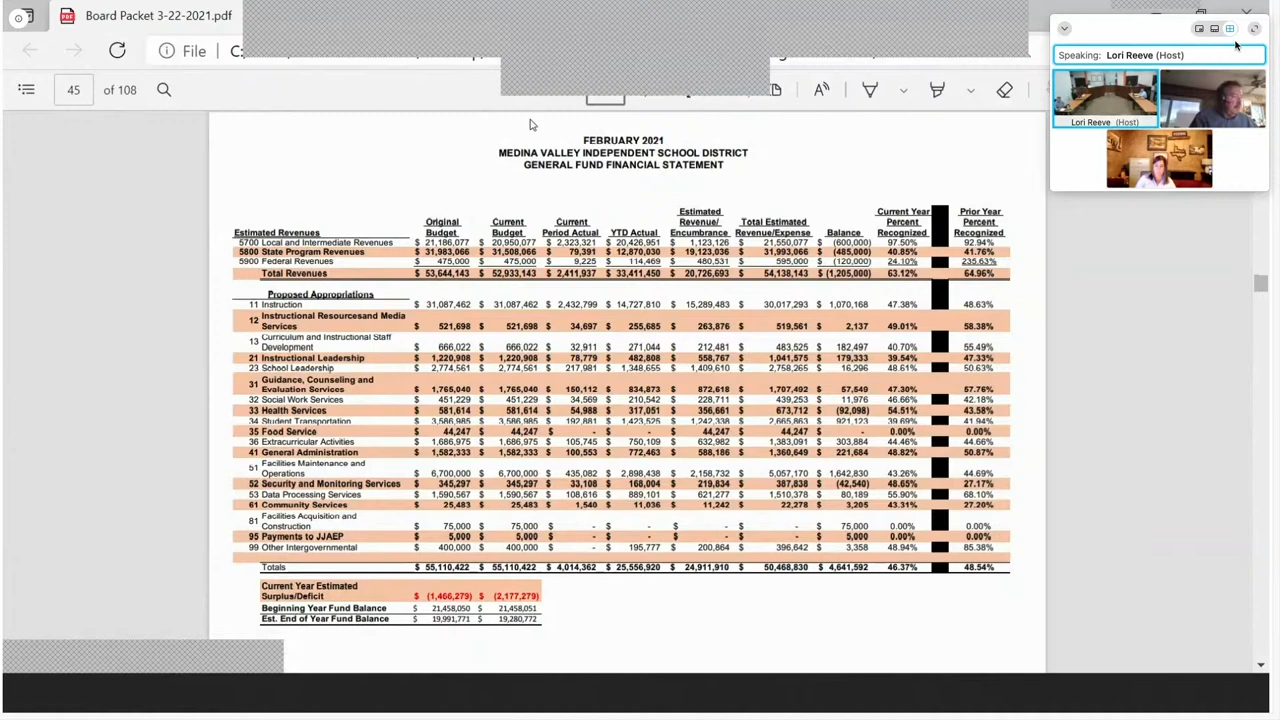 Board Packet 3-22-2021.pdf
File C:
45 of 108
Speaking: Lori Reeve (Host)
Lori Reeve (Host)
FEBRUARY 2021
MEDINA VALLEY INDEPENDENT SCHOOL DISTRICT
GENERAL FUND FINANCIAL STATEMENT
Estimated Revenues Original Budget Current Budget Current Period Actual YTD Actual Estimated Revenue/ Encumbrance Total Estimated Revenue/Expense Balance Current Year Percent Recognized Prior Year Percent Recognized
5700 Local and Intermediate Revenues $ 21,186,077 $ 20,950,077 $ 2,323,321 $ 20,426,951 $ 1,123,126 $ 21,550,077 $ (600,000) 97.50% 92.94%
5800 State Program Revenues $ 31,983,066 $ 31,508,066 $ 79,391 $ 12,870,030 $ 19,123,036 $ 31,993,066 $ (485,000) 40.85% 41.76%
5900 Federal Revenues $ 475,000 $ 475,000 $ 9,225 $ 114,469 $ 480,531 $ 595,000 $ (120,000) 24.10% 235.63%
Total Revenues $ 53,644,143 $ 52,933,143 $ 2,411,937 $ 33,411,450 $ 20,726,693 $ 54,138,143 $ (1,205,000) 63.12% 64.96%
Proposed Appropriations
11 Instruction $ 31,087,462 $ 31,087,462 $ 2,432,799 $ 14,727,810 $ 15,289,483 $ 30,017,293 $ 1,070,168 47.38% 48.63%
12 Instructional Resourcesand Media
Services $ 521,698 $ 521,698 $ 34,697 $ 255,685 $ 263,876 $ 519,561 $ 2,137 49.01% 58.38%
13 Curriculum and Instructional Staff
Development $ 666,022 $ 666,022 $ 32,911 $ 271,044 $ 212,481 $ 483,525 $ 182,497 40.70% 55.49%
21 Instructional Leadership $ 1,220,908 $ 1,220,908 $ 78,779 $ 482,808 $ 558,767 $ 1,041,575 $ 179,333 39.54% 47.33%
23 School Leadership $ 2,774,561 $ 2,774,561 $ 217,981 $ 1,348,655 $ 1,409,610 $ 2,758,265 $ 16,296 48.61% 50.63%
31 Guidance, Counseling and
Evaluation Services $ 1,765,040 $ 1,765,040 $ 150,112 $ 834,873 $ 872,618 $ 1,707,492 $ 57,549 47.30% 57.76%
32 Social Work Services $ 451,229 $ 451,229 $ 34,569 $ 210,542 $ 228,711 $ 439,253 $ 11,976 46.66% 42.18%
33 Health Services $ 581,614 $ 581,614 $ 54,988 $ 317,051 $ 356,661 $ 673,712 $ (92,098) 54.51% 43.58%
34 Student Transportation $ 3,586,985 $ 3,586,985 $ 192,881 $ 1,423,525 $ 1,242,338 $ 2,665,863 $ 921,123 39.69% 41.94%
35 Food Service $ 44,247 $ 44,247 $ - $ - $ 44,247 $ 44,247 $ - 0.00% 0.00%
36 Extracurricular Activities $ 1,686,975 $ 1,686,975 $ 105,745 $ 750,109 $ 632,982 $ 1,383,091 $ 303,884 44.46% 44.66%
41 General Administration $ 1,582,333 $ 1,582,333 $ 100,553 $ 772,463 $ 588,186 $ 1,360,649 $ 221,684 48.82% 50.87%
51 Facilities Maintenance and
Operations $ 6,700,000 $ 6,700,000 $ 435,082 $ 2,898,438 $ 2,158,732 $ 5,057,170 $ 1,642,830 43.26% 44.69%
52 Security and Monitoring Services $ 345,297 $ 345,297 $ 33,108 $ 168,004 $ 219,834 $ 387,838 $ (42,540) 48.65% 27.17%
53 Data Processing Services $ 1,590,567 $ 1,590,567 $ 108,616 $ 889,101 $ 621,277 $ 1,510,378 $ 80,189 55.90% 68.10%
61 Community Services $ 25,483 $ 25,483 $ 1,540 $ 11,036 $ 11,242 $ 22,278 $ 3,205 43.31% 27.20%
81 Facilities Acquisition and
Construction $ 75,000 $ 75,000 $ - $ - $ - $ - $ 75,000 0.00% 0.00%
95 Payments to JJAEP $ 5,000 $ 5,000 $ - $ - $ - $ - $ 5,000 0.00% 0.00%
99 Other Intergovernmental $ 400,000 $ 400,000 $ - $ 195,777 $ 200,864 $ 396,642 $ 3,358 48.94% 85.38%
Totals $ 55,110,422 $ 55,110,422 $ 4,014,362 $ 25,556,920 $ 24,911,910 $ 50,468,830 $ 4,641,592 46.37% 48.54%
Current Year Estimated
Surplus/Deficit $ (1,466,279) $ (2,177,279)
Beginning Year Fund Balance $ 21,458,050 $ 21,458,051
Est. End of Year Fund Balance $ 19,991,771 $ 19,280,772